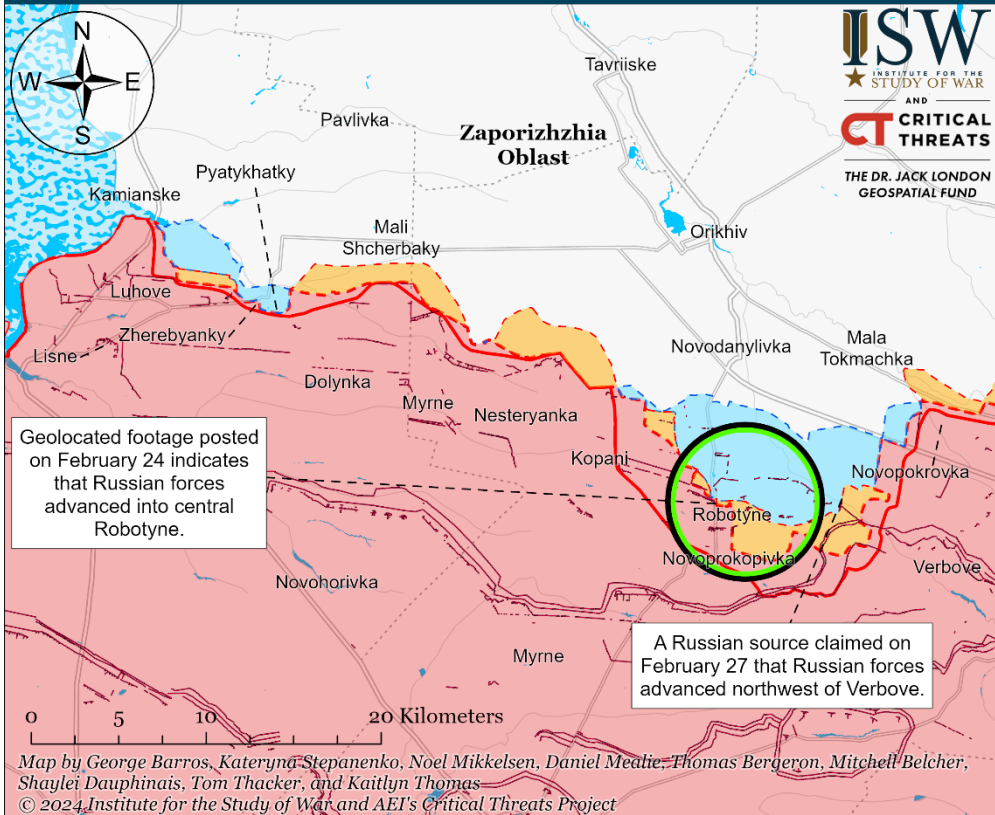 N
W
E
S
ISW
INSTITUTE FOR THE
STUDY OF WAR
AND
CT CRITICAL
THREATS
THE DR. JACK LONDON
GEOSPATIAL FUND
Tavriiske
Pavlivka
Zaporizhzhia
Oblast
Pyatykhatky
Kamianske
Mali
Shcherbaky
Orikhiv
Luhove
Zherebyanky
Lisne
Novodanylivka
Mala
Tokmachka
Dolynka
Myrne
Nesteryanka
Geolocated footage posted
on February 24 indicates
that Russian forces
advanced into central
Robotyne.
Kopani
Novopokrovka
Robotyne
Novoprokopivka
Verbove
Novohorivka
Myrne
A Russian source claimed on
February 27 that Russian forces
advanced northwest of Verbove.
0 5 10 20 Kilometers
Map by George Barros, Kateryna Stepanenko, Noel Mikkelsen, Daniel Mealie, Thomas Bergeron, Mitchell Belcher,
Shaylei Dauphinais, Tom Thacker, and Kaitlyn Thomas
© 2024 Institute for the Study of War and AEI's Critical Threats Project